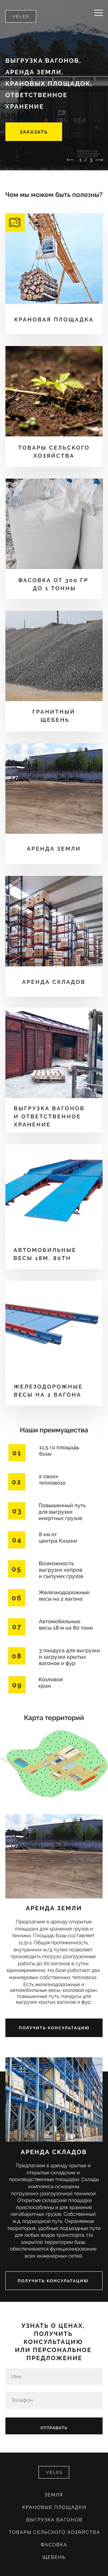 VELES
ВЫГРУЗКА ВАГОНОВ,
АРЕНДА ЗЕМЛИ,
КРАНОВЫХ ПЛОЩАДОК,
ОТВЕТСТВЕННОЕ
ХРАНЕНИЕ
ЗАКАЗАТЬ
1 / 3
Чем мы можем быть полезны?
КРАНОВАЯ ПЛОЩАДКА
ТОВАРЫ СЕЛЬСКОГО
ХОЗЯЙСТВА
ФАСОВКА ОТ 300 ГР
ДО 1 ТОННЫ
ГРАНИТНЫЙ
ЩЕБЕНЬ
АРЕНДА ЗЕМЛИ
АРЕНДА СКЛАДОВ
ВЫГРУЗКА ВАГОНОВ
И ОТВЕТСТВЕННОЕ
ХРАНЕНИЕ
АВТОМОБИЛЬНЫЕ
ВЕСЫ 18М, 80ТН
ЖЕЛЕЗОДОРОЖНЫЕ
ВЕСЫ НА 2 ВАГОНА
Наши преимущества
01
11,5 га площадь
базы
02
2 своих
тепловоза
03
Повышенный путь
для выгрузки
инертных грузов
04
8 км от
центра Казани
05
Возможность
выгрузки хопров
и сыпучих грузов
06
Железнодорожные
весы на 2 вагона
07
Автомобильные
весы 18 м на 80 тонн
08
3 пандуса для выгрузки
и загрузки крытых
вагонов и фур
09
Козловой
кран
Карта территорий
АРЕНДА ЗЕМЛИ
Предлагаем в аренду открытые
площадки для хранения грузов и
техники. Площадь базы составляет
11,5га. Общая протяженность
внутренних ж/д путей позволяет
производить погрузо-разгрузочные
работы до 60 вагонов в сутки
единовременно. На базе работают два
маневровых собственных тепловоза.
Есть железнодорожные и
автомобильные весы, козловой кран,
повышенный путь, пандусы для
выгрузки крытых вагонов и фур.
ПОЛУЧИТЬ КОНСУЛЬТАЦИЮ
АРЕНДА СКЛАДОВ
Предлагаем в аренду крытые и
открытые складские и
производственные площадки. Склады
комплекса оснащены
погрузочно-разгрузочной техникой.
Открытые складские площадки
приспособлены и для хранения
негабаритных грузов. Собственный
ж.д. подъездной путь. Охраняемая
территория, удобные подъездные пути
для любых видов транспорта. На
закрытой территории базы
обеспечивается функционирование
всех инженерных сетей.
ПОЛУЧИТЬ КОНСУЛЬТАЦИЮ
УЗНАТЬ О ЦЕНАХ,
ПОЛУЧИТЬ
КОНСУЛЬТАЦИЮ
ИЛИ ПЕРСОНАЛЬНОЕ
ПРЕДЛОЖЕНИЕ
Имя
Телефон
ОТПРАВИТЬ
VELES
ЗЕМЛЯ
КРАНОВЫЕ ПЛОЩАДКИ
ВЫГРУЗКА ВАГОНОВ
ТОВАРЫ СЕЛЬСКОГО ХОЗЯЙСТВА
ФАСОВКА
ЩЕБЕНЬ